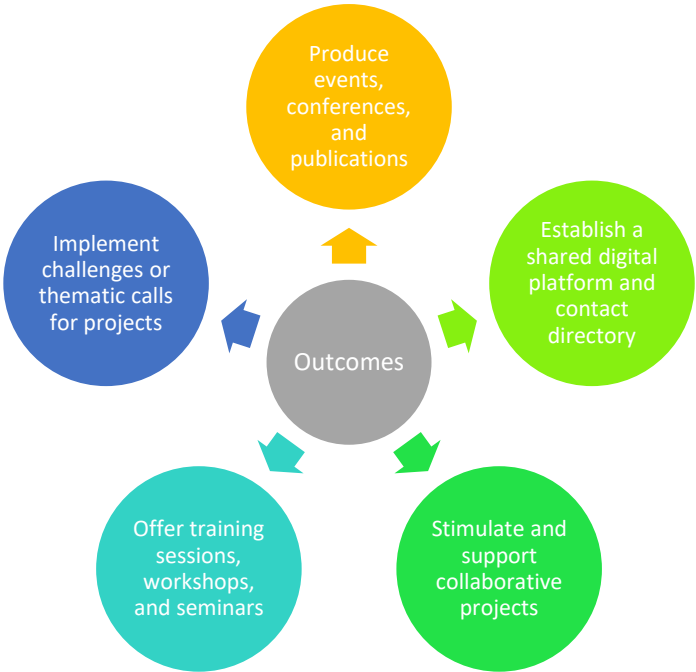 Produce
events,
conferences,
and
publications
Establish a
shared digital
platform and
contact
directory
Stimulate and
support
collaborative
projects
Offer training
sessions,
workshops,
and seminars
Implement
challenges or
thematic calls
for projects
Outcomes